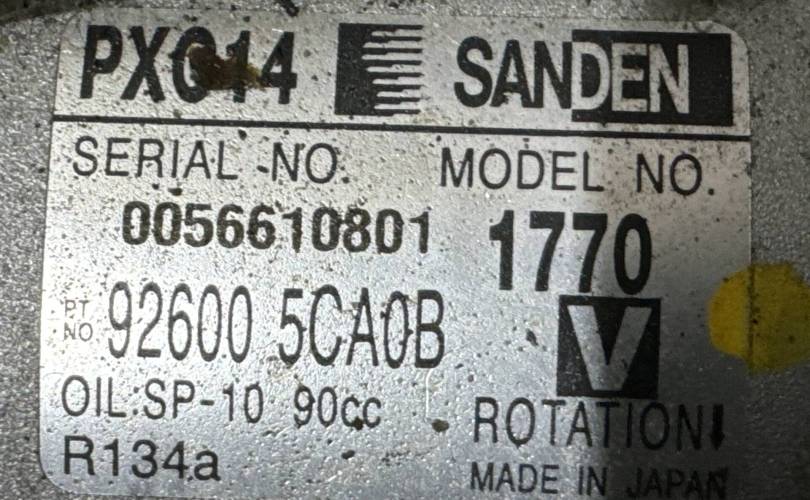 PXC14 SANDEN
SERIAL NO. MODEL NO.
0056610801 1770
PT NO 92600 5CA0B
V
OIL:SP-10 90cc
ROTATION
R134a
MADE IN JAPAN